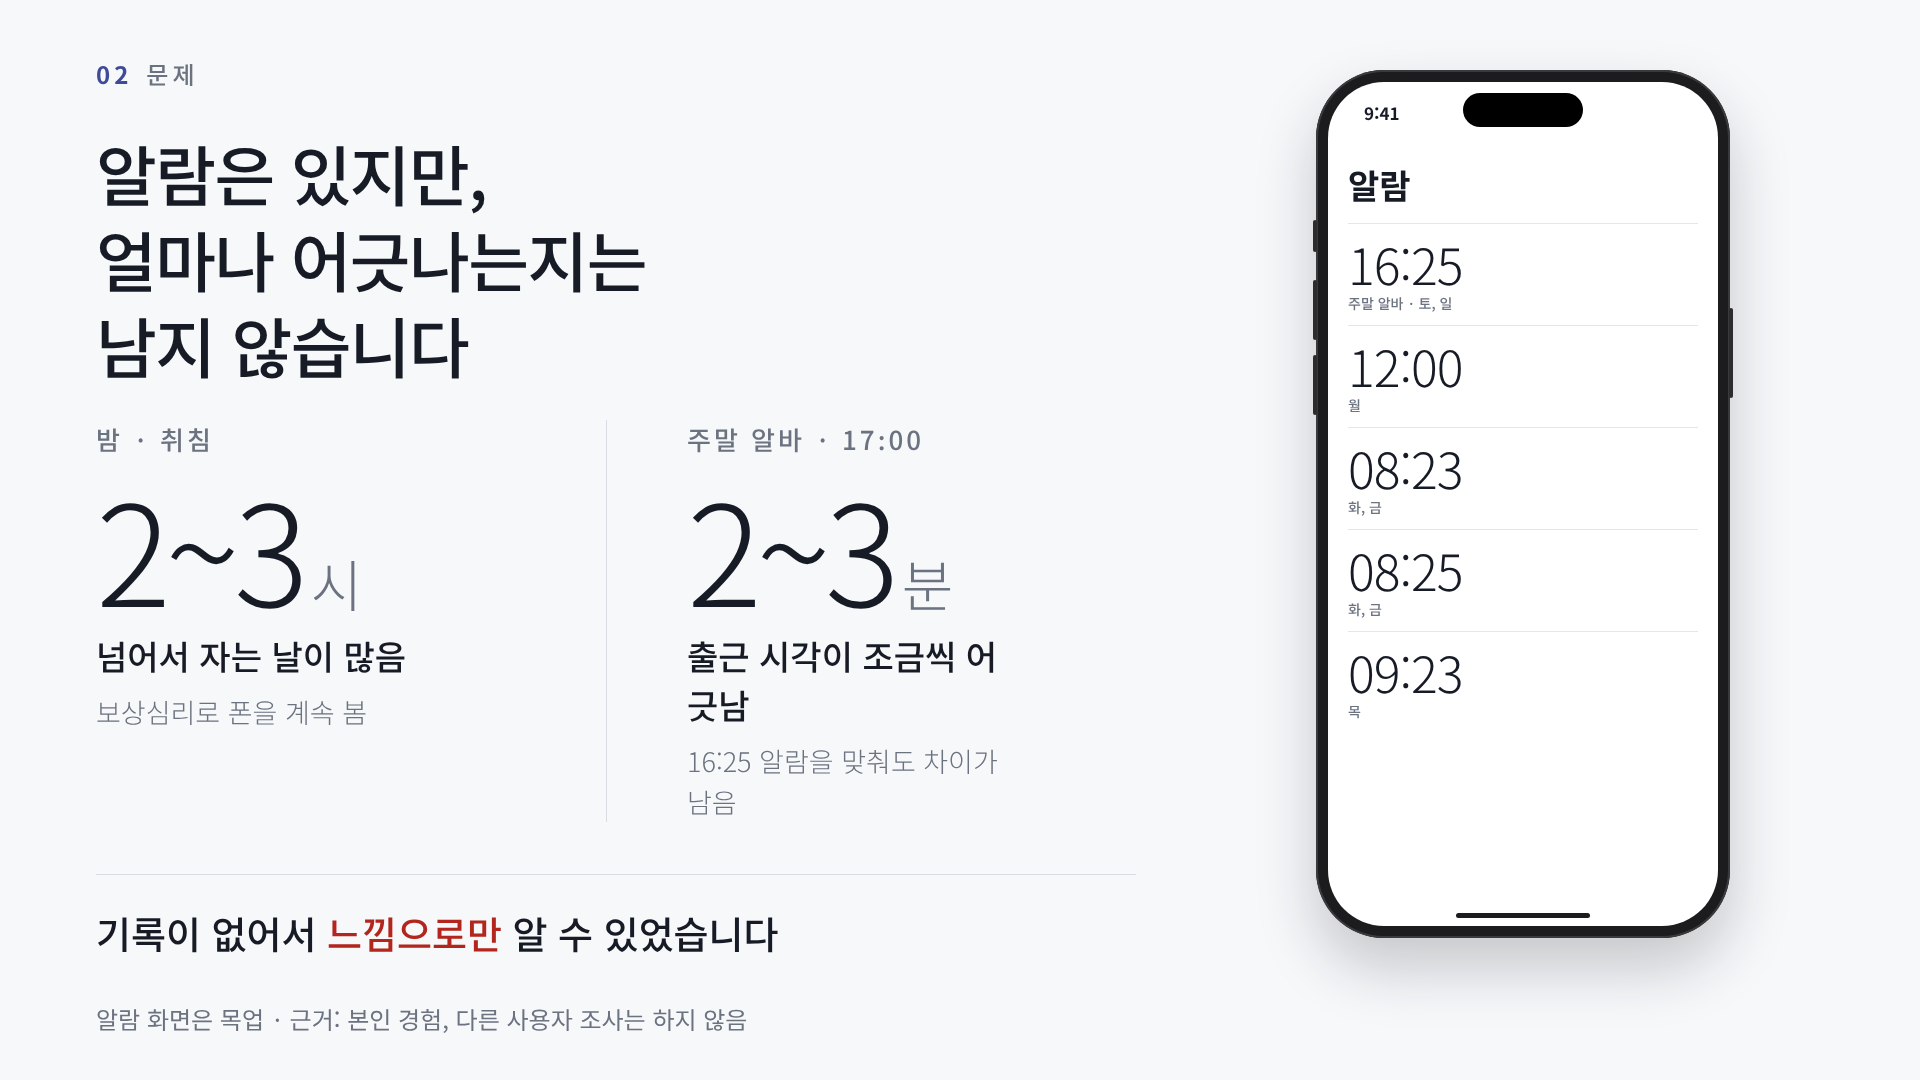 02 문제
알람은 있지만,
얼마나 어긋나는지는
남지 않습니다
밤 · 취침
2~3시
넘어서 자는 날이 많음
보상심리로 폰을 계속 봄
주말 알바 · 17:00
2~3분
출근 시각이 조금씩 어
긋남
16:25 알람을 맞춰도 차이가
남음
기록이 없어서 느낌으로만 알 수 있었습니다
알람 화면은 목업 · 근거: 본인 경험, 다른 사용자 조사는 하지 않음
9:41
알람
16:25
주말 알바 · 토, 일
12:00
월
08:23
화, 금
08:25
화, 금
09:23
목